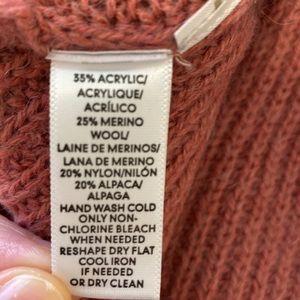 35% ACRYLIC/
ACRYLIQUE/
ACRÍLICO
25% MERINO
WOOL/
LAINE DE MERINOS/
LANA DE MERINO
20% NYLON/NILÓN
20% ALPACA/
ALPAGA
HAND WASH COLD
ONLY NON-
CHLORINE BLEACH
WHEN NEEDED
RESHAPE DRY FLAT
COOL IRON
IF NEEDED
OR DRY CLEAN